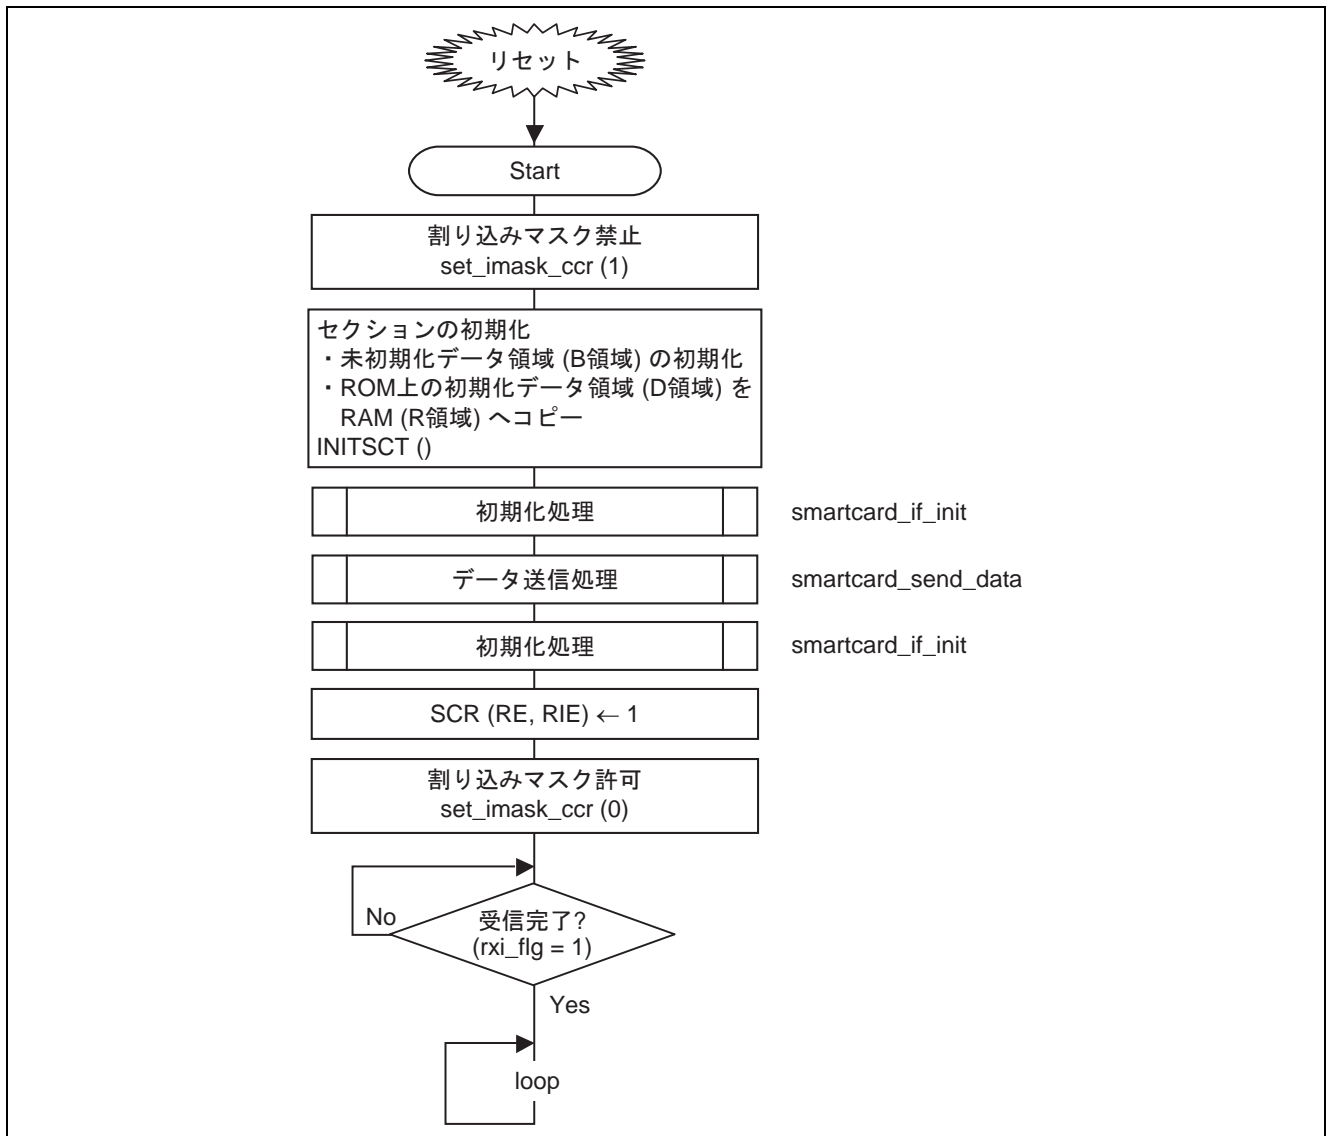 リセット
Start
割り込みマスク禁止
set_imask_ccr (1)
セクションの初期化
・未初期化データ領域 (B領域) の初期化
・ROM上の初期化データ領域 (D領域) を
RAM (R領域) へコピー
INITSCT ()
初期化処理
smartcard_if_init
データ送信処理
smartcard_send_data
初期化処理
smartcard_if_init
SCR (RE, RIE) ← 1
割り込みマスク許可
set_imask_ccr (0)
No
受信完了?
(rxi_flg = 1)
Yes
loop